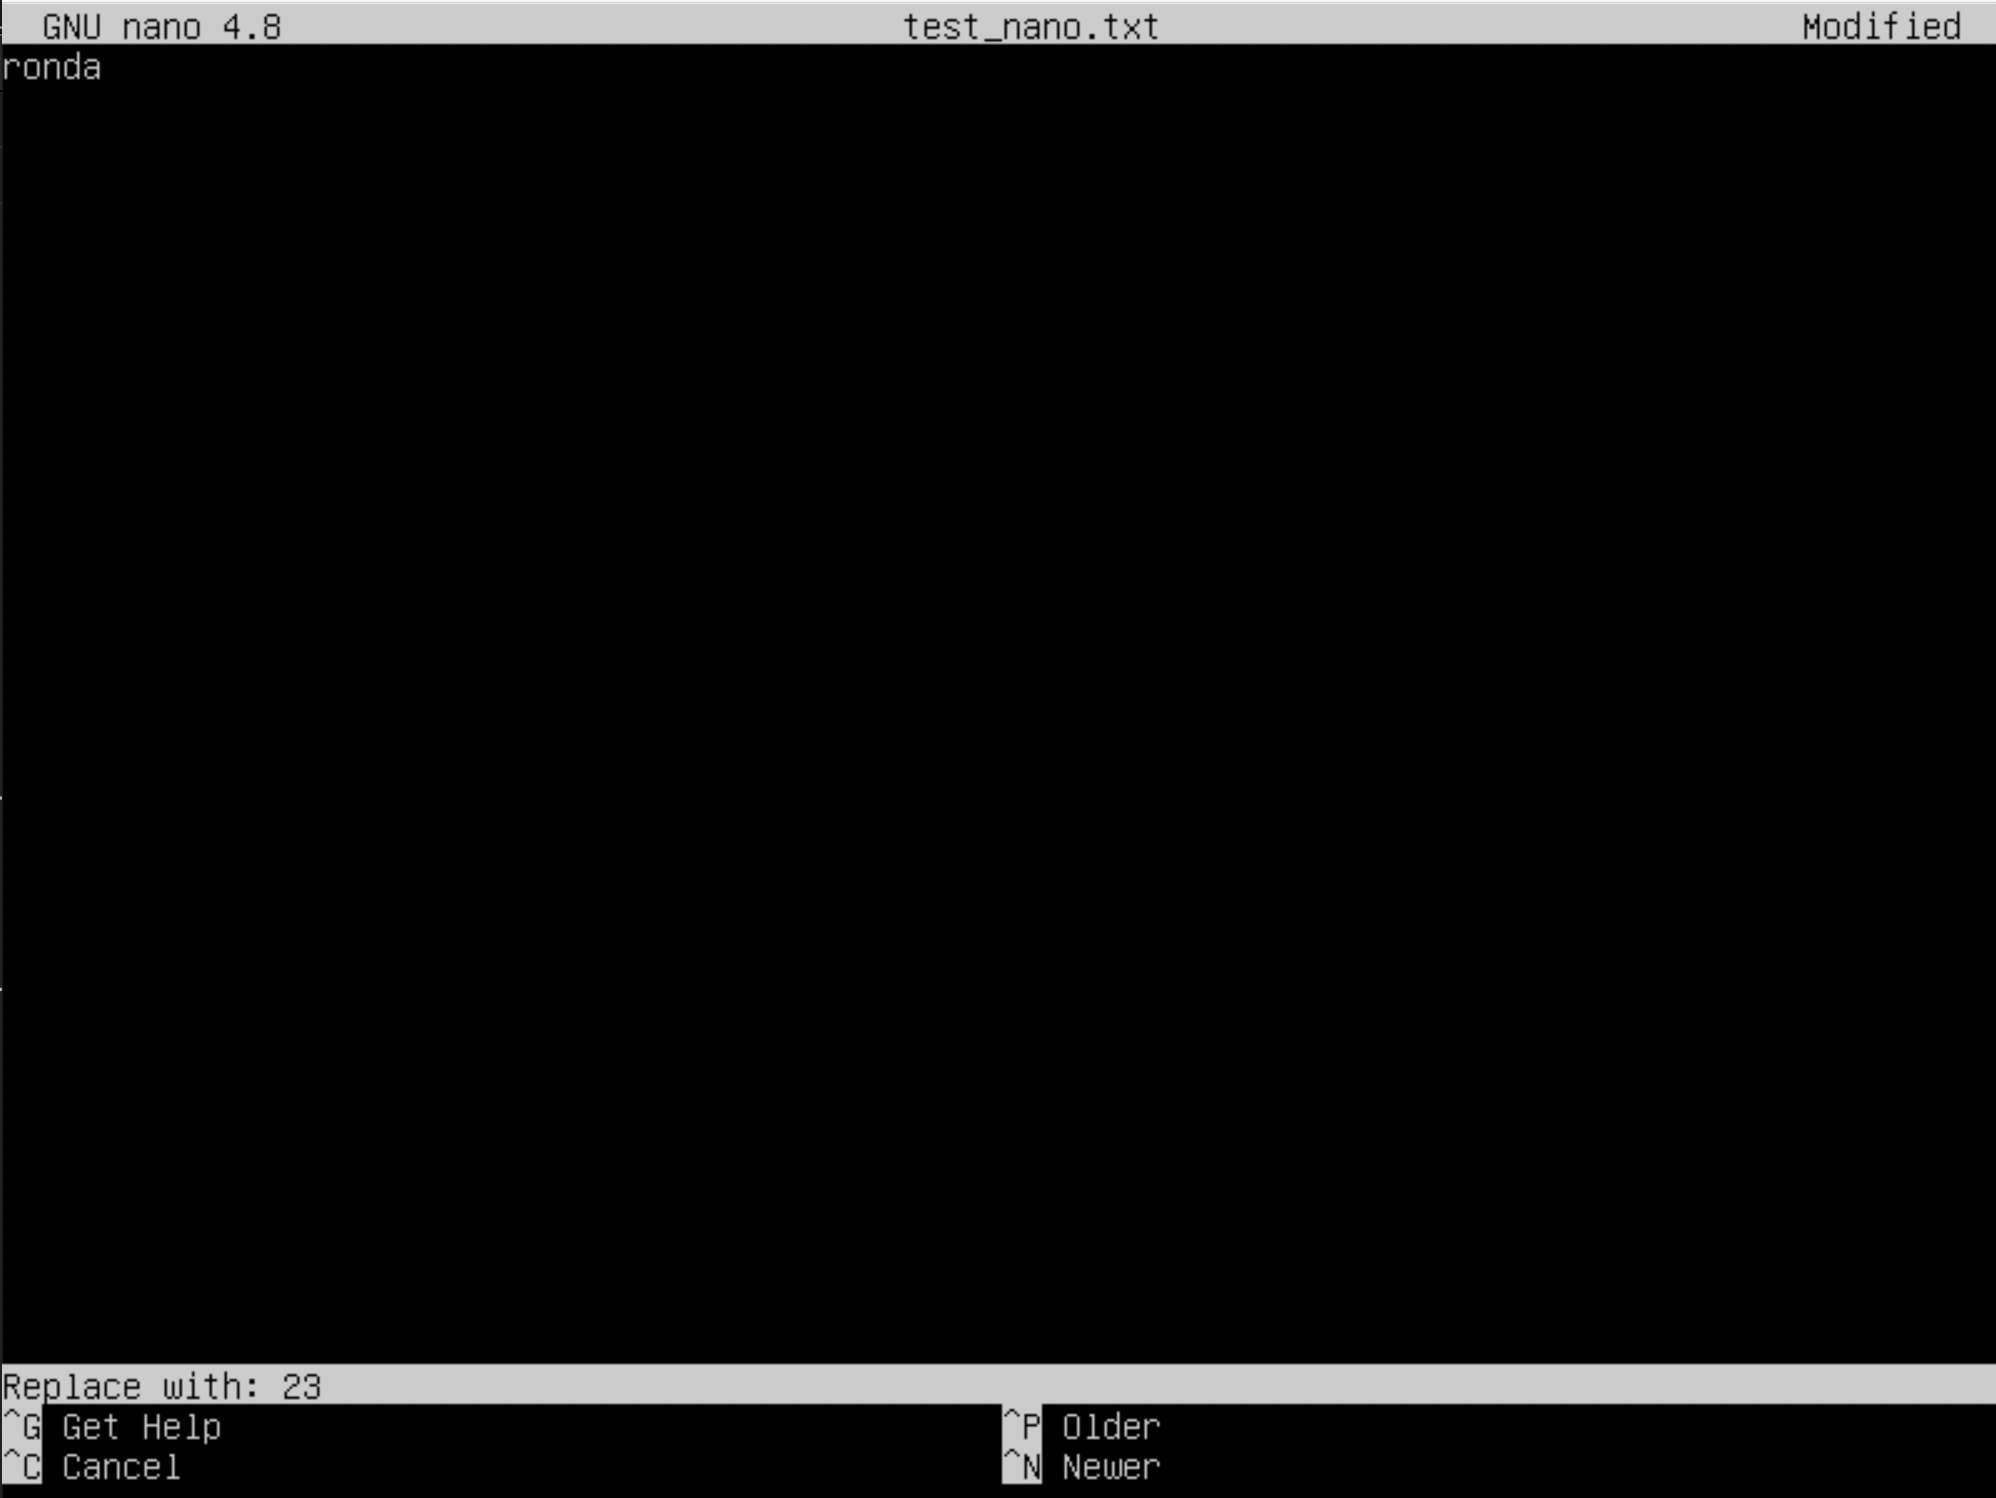 GNU nano 4.8 test_nano.txt Modified
ronda
Replace with: 23
^G Get Help ^P Older
^C Cancel ^N Newer